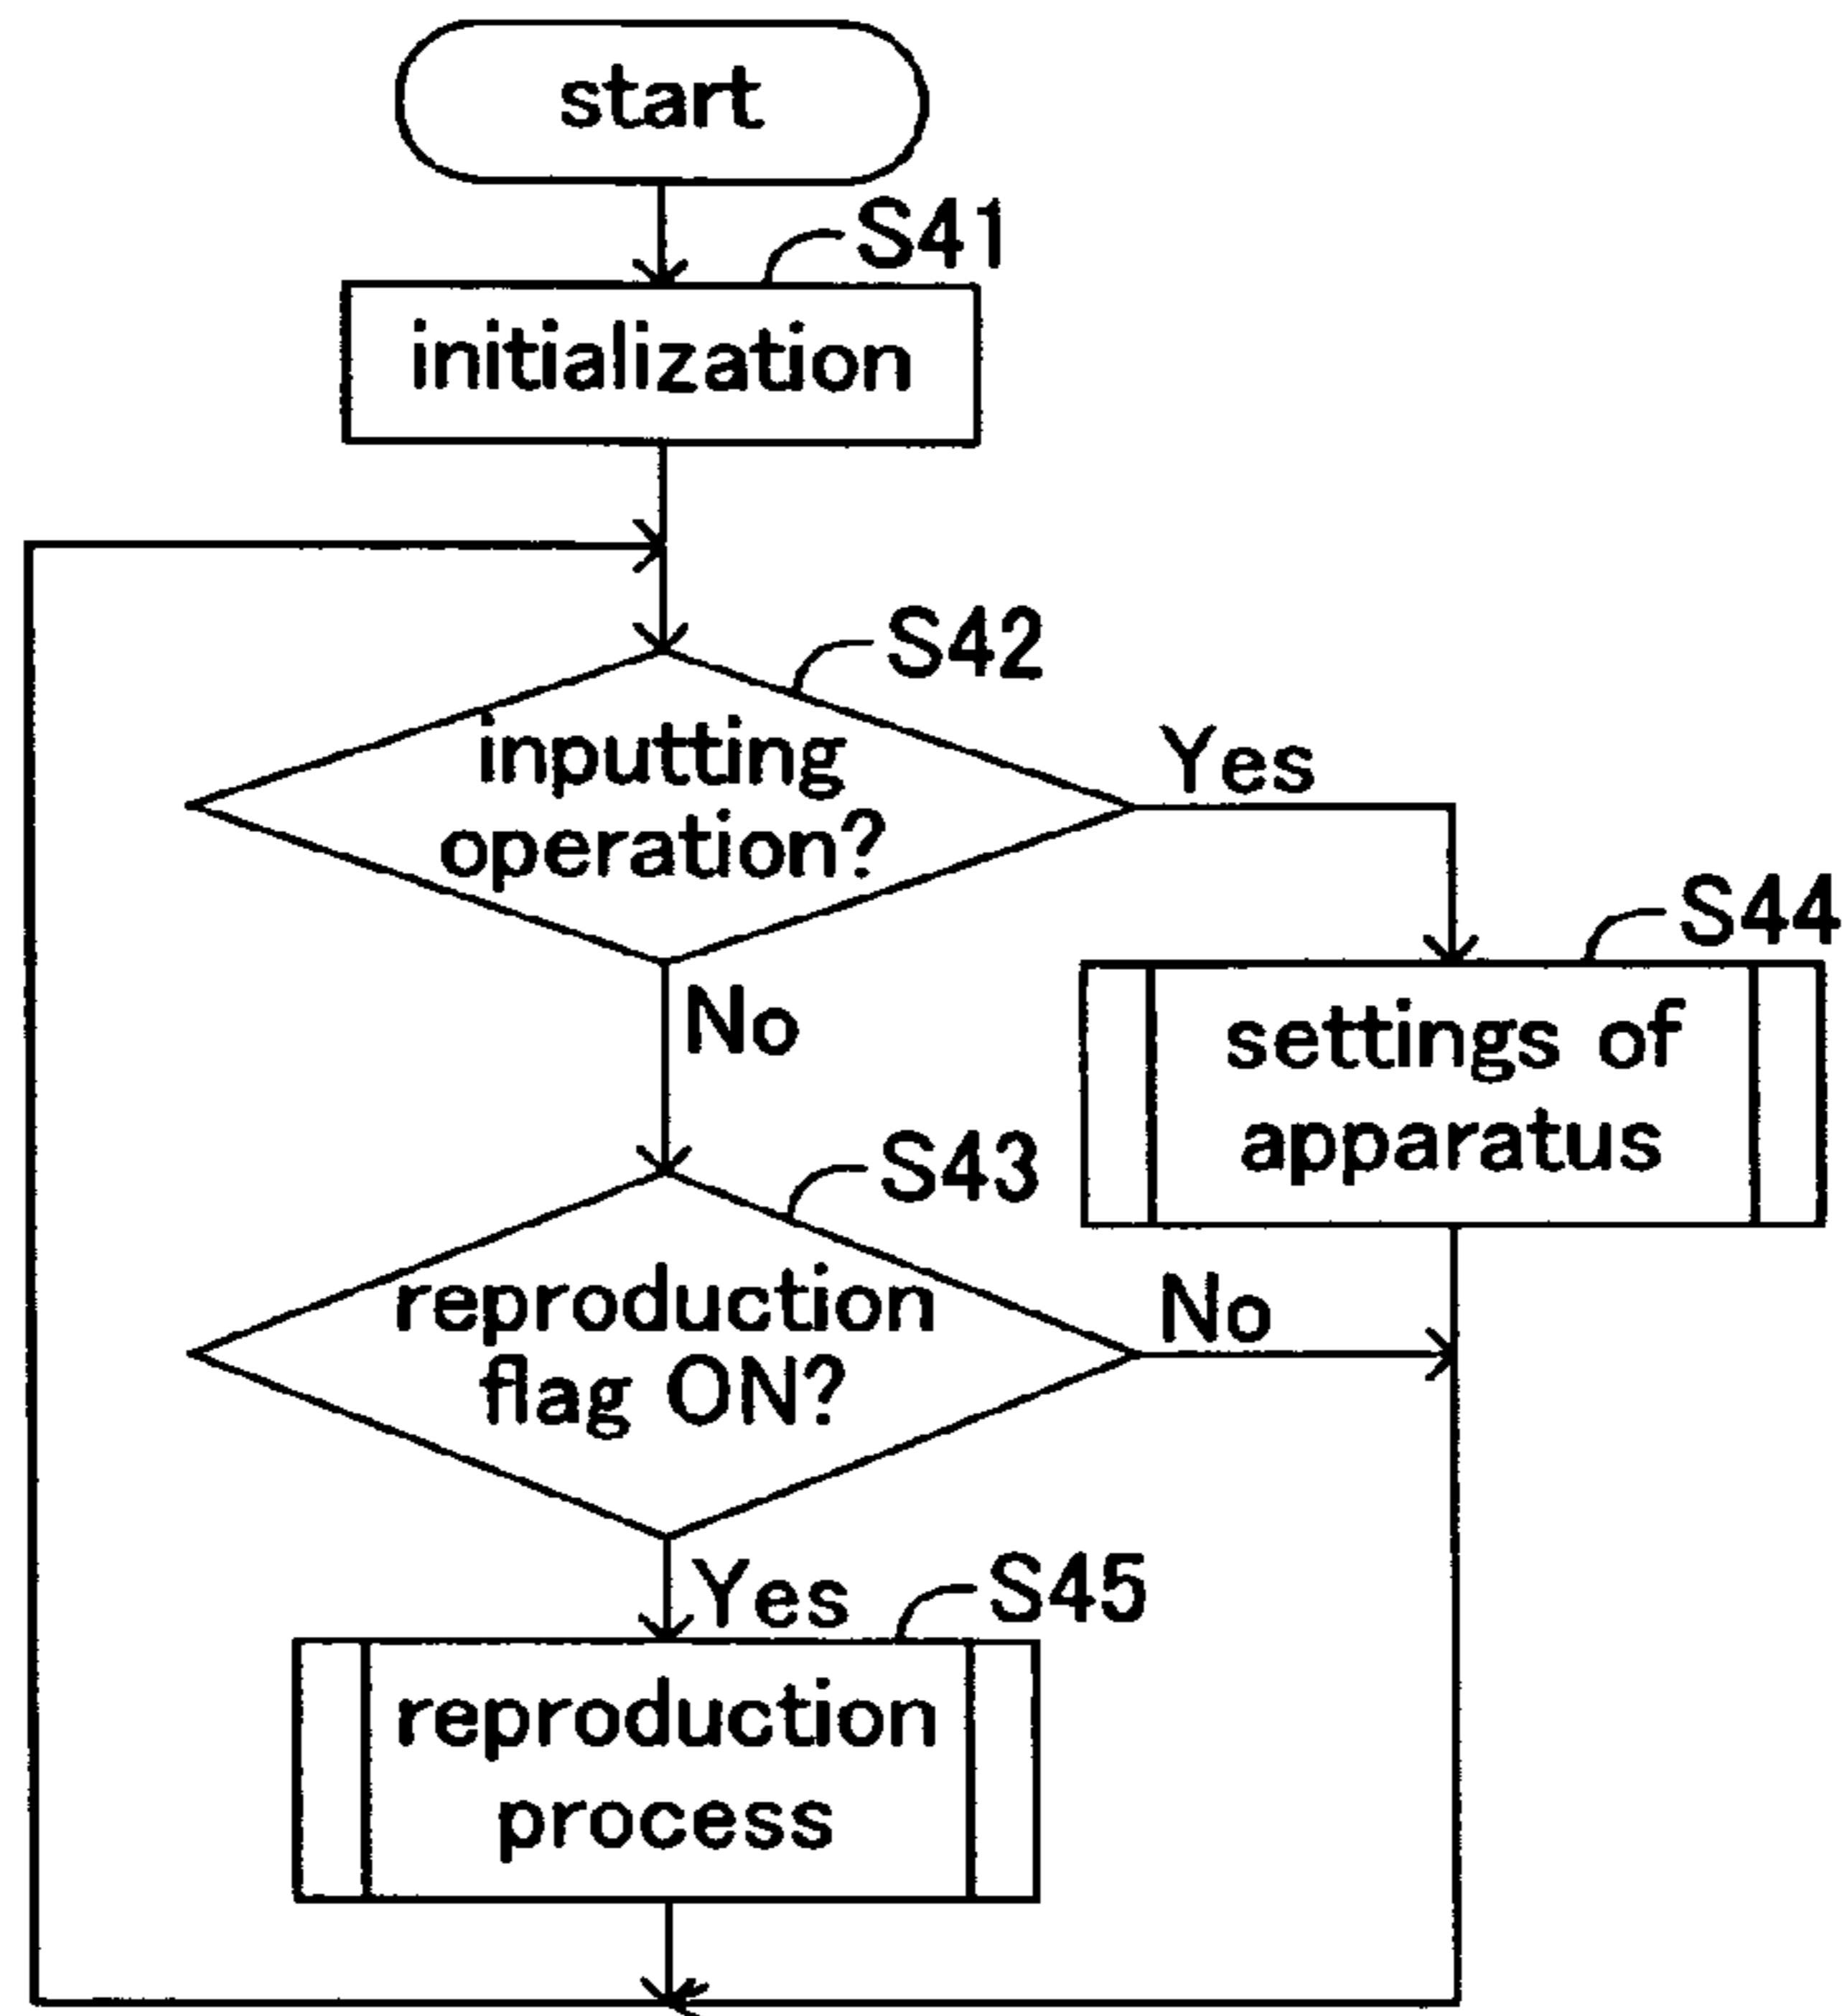 start
S41
initialization
S42
inputting
operation?
Yes
No
S44
settings of
apparatus
S43
reproduction
flag ON?
No
Yes
S45
reproduction
process